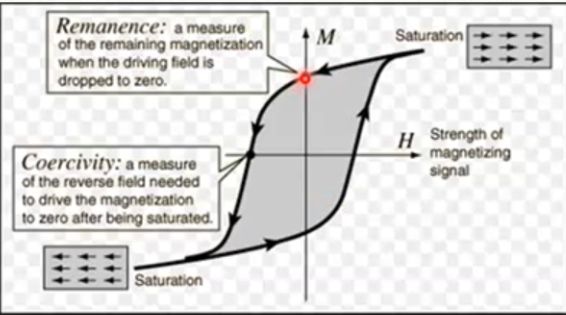 Remanence: a measure
of the remaining magnetization
when the driving field is
dropped to zero.
M
Saturation
H
Strength of
magnetizing
signal
Coercivity: a measure
of the reverse field needed
to drive the magnetization
to zero after being saturated.
Saturation